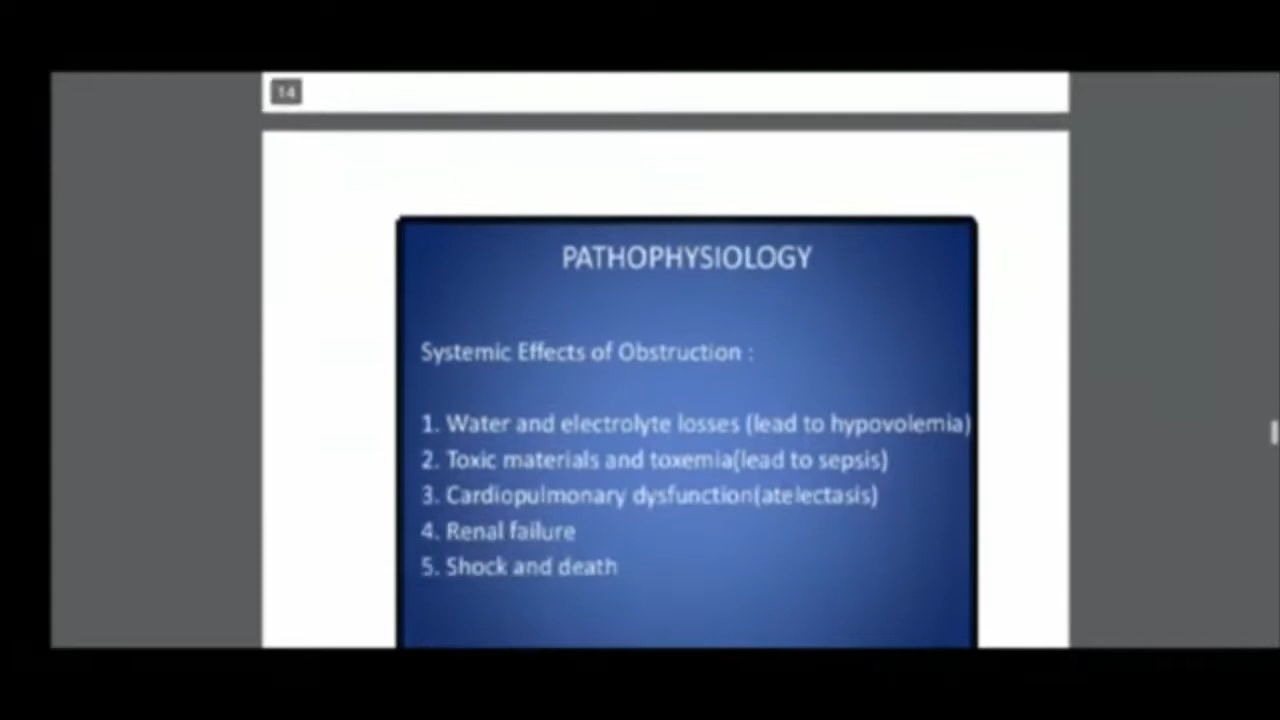 14
PATHOPHYSIOLOGY
Systemic Effects of Obstruction :
1. Water and electrolyte losses (lead to hypovolemia)
2. Toxic materials and toxemia(lead to sepsis)
3. Cardiopulmonary dysfunction(atelectasis)
4. Renal failure
5. Shock and death